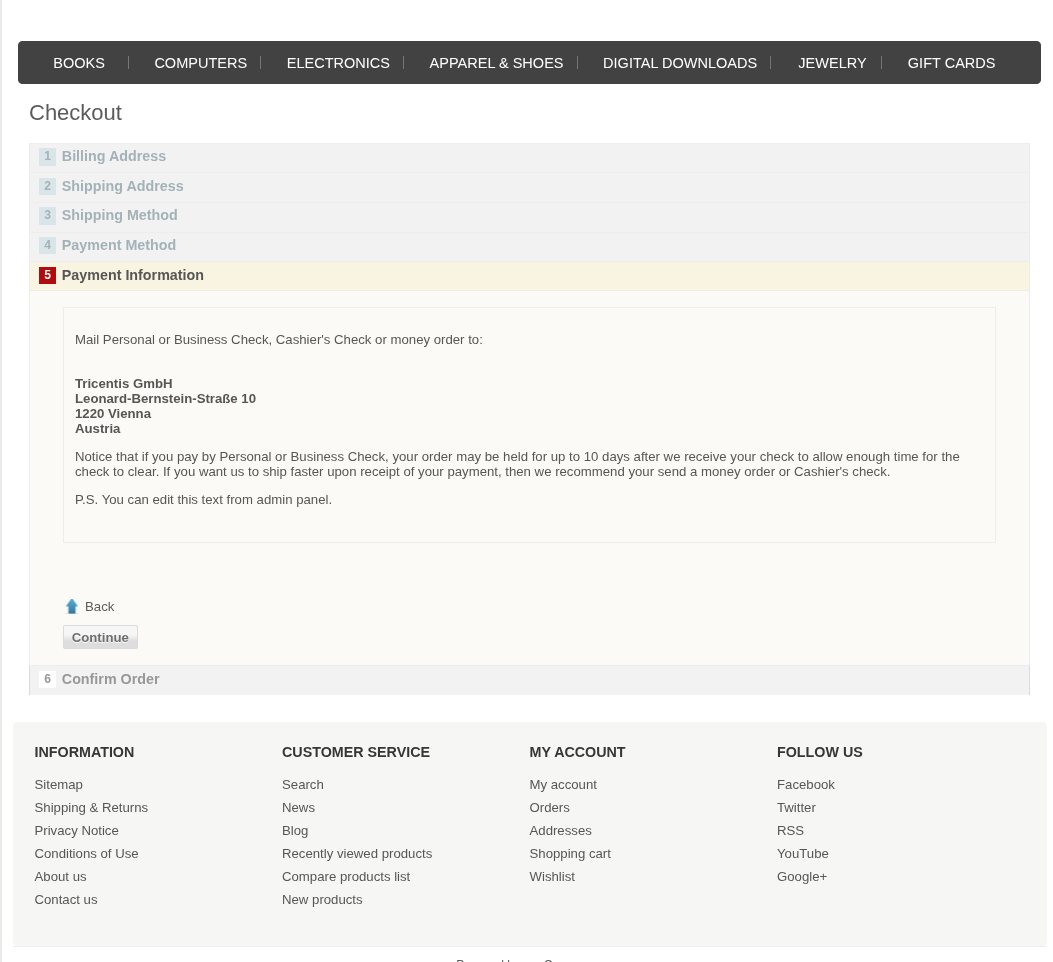 BOOKS
COMPUTERS
ELECTRONICS
APPAREL & SHOES
DIGITAL DOWNLOADS
JEWELRY
GIFT CARDS
Checkout
1 Billing Address
2 Shipping Address
3 Shipping Method
4 Payment Method
5 Payment Information
Mail Personal or Business Check, Cashier's Check or money order to:
Tricentis GmbH
Leonard-Bernstein-Straße 10
1220 Vienna
Austria
Notice that if you pay by Personal or Business Check, your order may be held for up to 10 days after we receive your check to allow enough time for the
check to clear. If you want us to ship faster upon receipt of your payment, then we recommend your send a money order or Cashier's check.
P.S. You can edit this text from admin panel.
Back
Continue
6 Confirm Order
INFORMATION
Sitemap
Shipping & Returns
Privacy Notice
Conditions of Use
About us
Contact us
CUSTOMER SERVICE
Search
News
Blog
Recently viewed products
Compare products list
New products
MY ACCOUNT
My account
Orders
Addresses
Shopping cart
Wishlist
FOLLOW US
Facebook
Twitter
RSS
YouTube
Google+